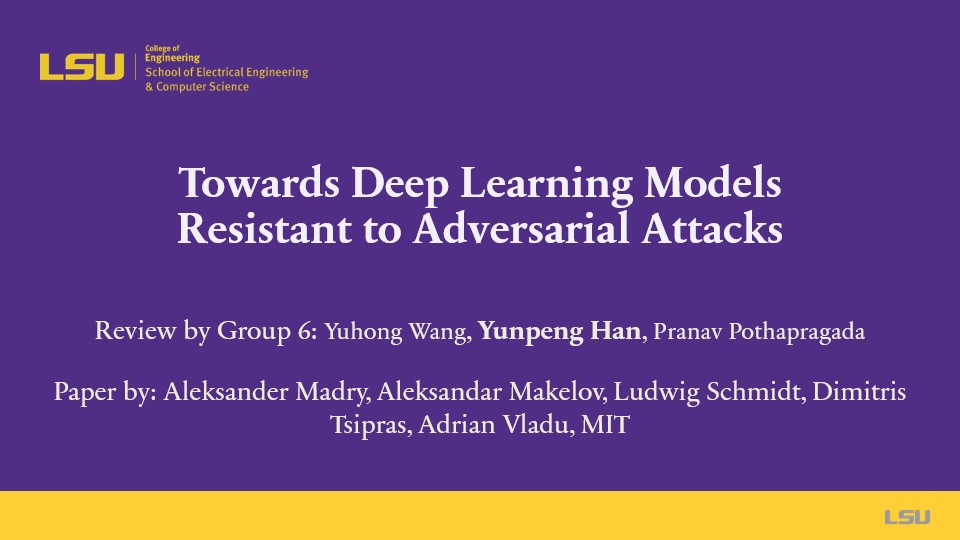 LSU
College of
Engineering
School of Electrical Engineering
& Computer Science
Towards Deep Learning Models
Resistant to Adversarial Attacks
Review by Group 6: Yuhong Wang, Yunpeng Han, Pranav Pothapragada
Paper by: Aleksander Madry, Aleksandar Makelov, Ludwig Schmidt, Dimitris
Tsipras, Adrian Vladu, MIT
LSU